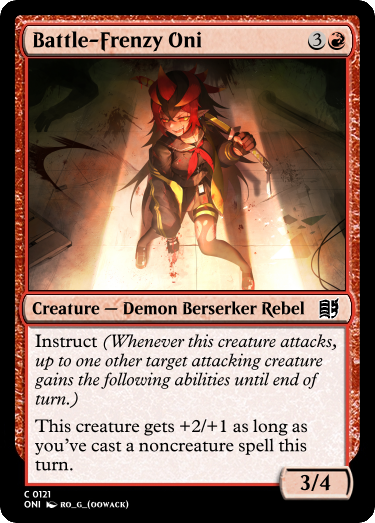 Battle-Frenzy Oni 3
Creature — Demon Berserker Rebel
Instruct (Whenever this creature attacks,
up to one other target attacking creature
gains the following abilities until end of
turn.)
This creature gets +2/+1 as long as
you've cast a noncreature spell this
turn.
3/4
C 0121
ONI RO_G_(OOWACK)